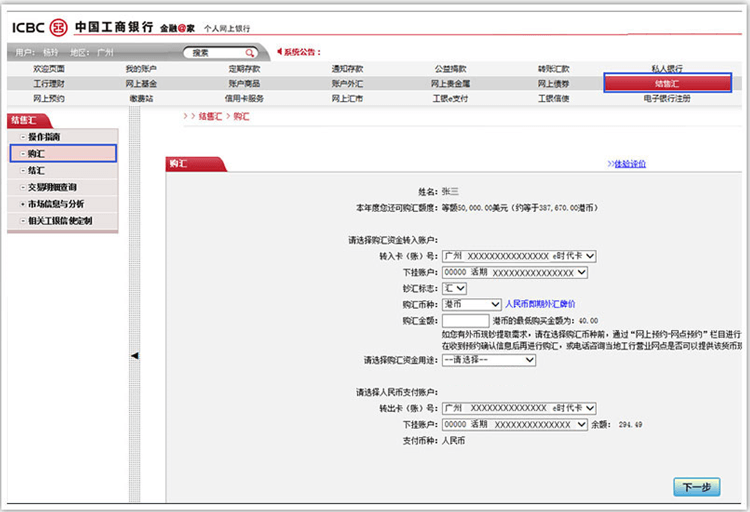 ICBC 中国工商银行 金融@家 个人网上银行
用户： 杨玲 地区： 广州 搜索 系统公告：
欢迎页面 我的账户 定期存款 通知存款 公益捐款 转账汇款 私人银行
工行理财 网上基金 账户商品 账户外汇 网上贵金属 网上债券 结售汇
网上预约 缴费站 信用卡服务 网上汇市 工银e支付 工银信使 电子银行注册
结售汇
操作指南
购汇
结汇
交易明细查询
市场信息与分析
相关工银信使定制
> > 结售汇 > 购汇
购汇
>>体验评价
姓名：张三
本年度您还可购汇额度：等额50,000.00美元（约等于387,670.00港币）
请选择购汇资金转入账户：
转入卡（账）号：广州 XXXXXXXXXXXXXXX e时代卡
下挂账户：00000 活期 XXXXXXXXXXXXXXX
钞汇标志：汇
购汇币种：港币 人民币即期外汇牌价
购汇金额： 港币的最低购买金额为：40.00
如您有外币现钞提取需求，请在选择购汇币种前，通过“网上预约-网点预约”栏目进行
在收到预约确认信息后再进行购汇，或电话咨询当地工行营业网点是否可以提供该货币现
请选择购汇资金用途：--请选择--
请选择人民币支付账户：
转出卡（账）号：广州 XXXXXXXXXXXXXX e时代卡
下挂账户：00000 活期 XXXXXXXXXXXXXX 余额： 294.49
支付币种：人民币
下一步